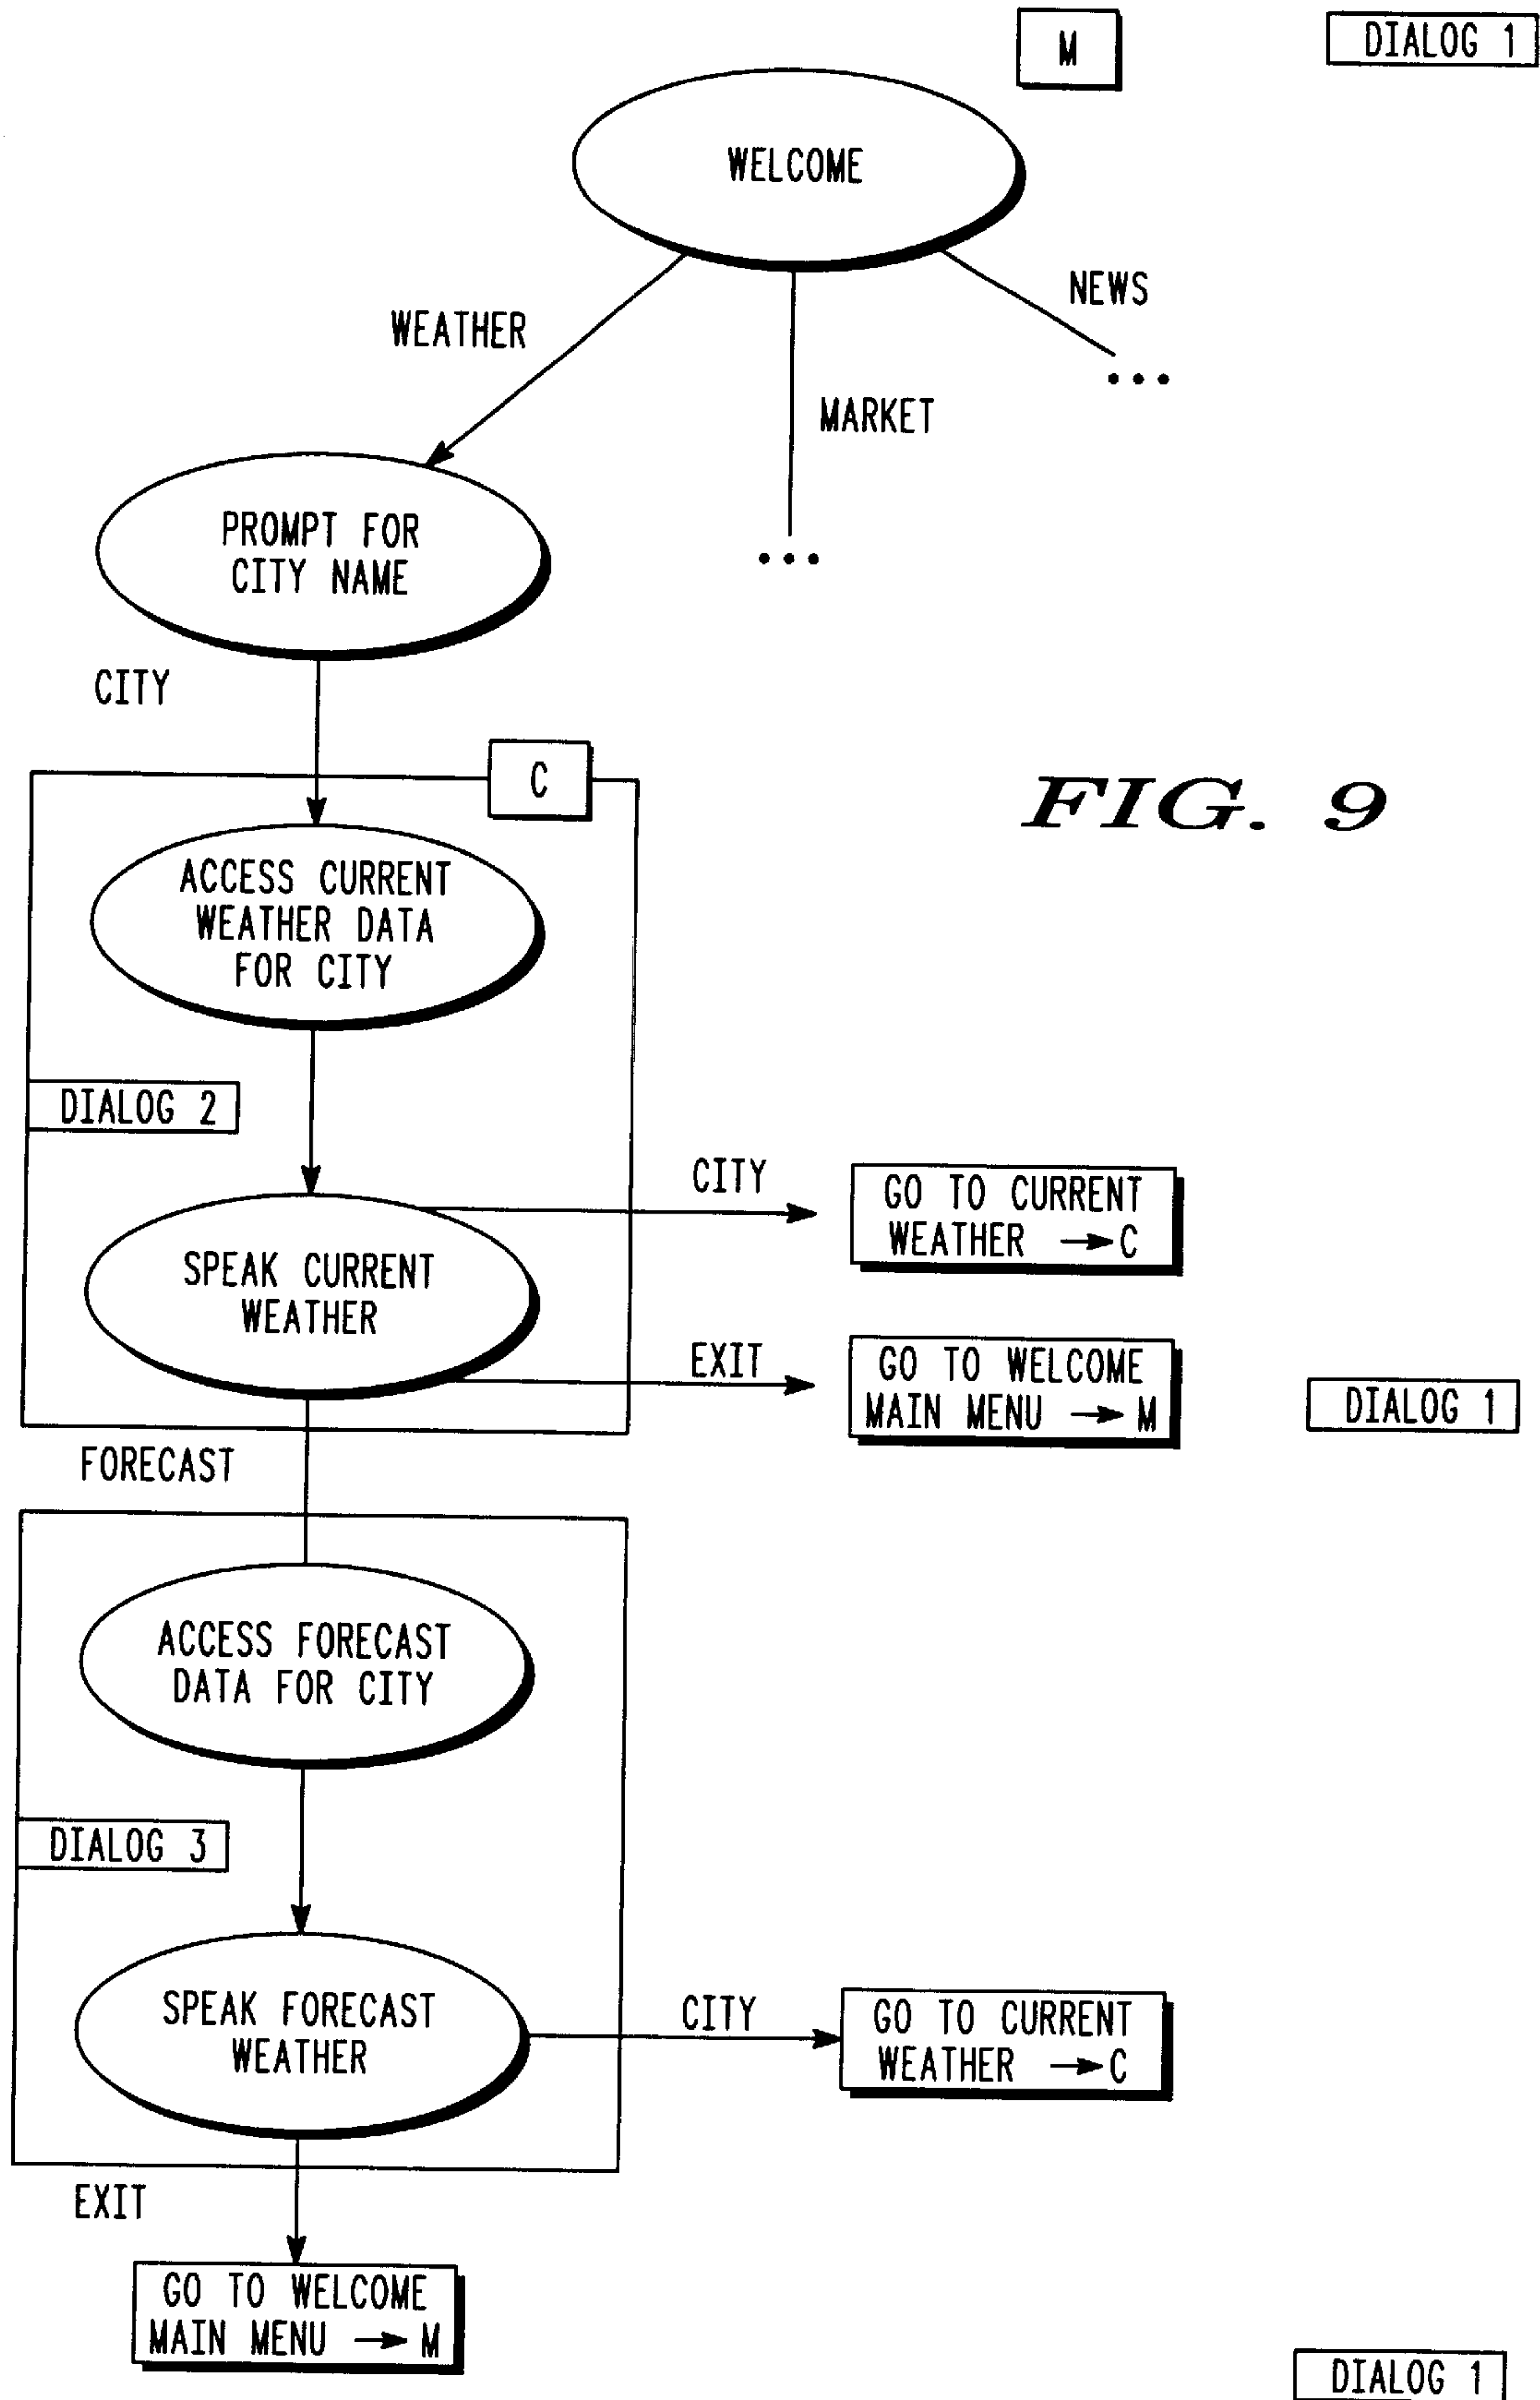 M
DIALOG 1
WELCOME
NEWS
WEATHER
MARKET
...
...
PROMPT FOR
CITY NAME
CITY
C
FIG. 9
ACCESS CURRENT
WEATHER DATA
FOR CITY
DIALOG 2
CITY
GO TO CURRENT
WEATHER → C
SPEAK CURRENT
WEATHER
EXIT
GO TO WELCOME
MAIN MENU → M
DIALOG 1
FORECAST
ACCESS FORECAST
DATA FOR CITY
DIALOG 3
SPEAK FORECAST
WEATHER
CITY
GO TO CURRENT
WEATHER → C
EXIT
GO TO WELCOME
MAIN MENU → M
DIALOG 1